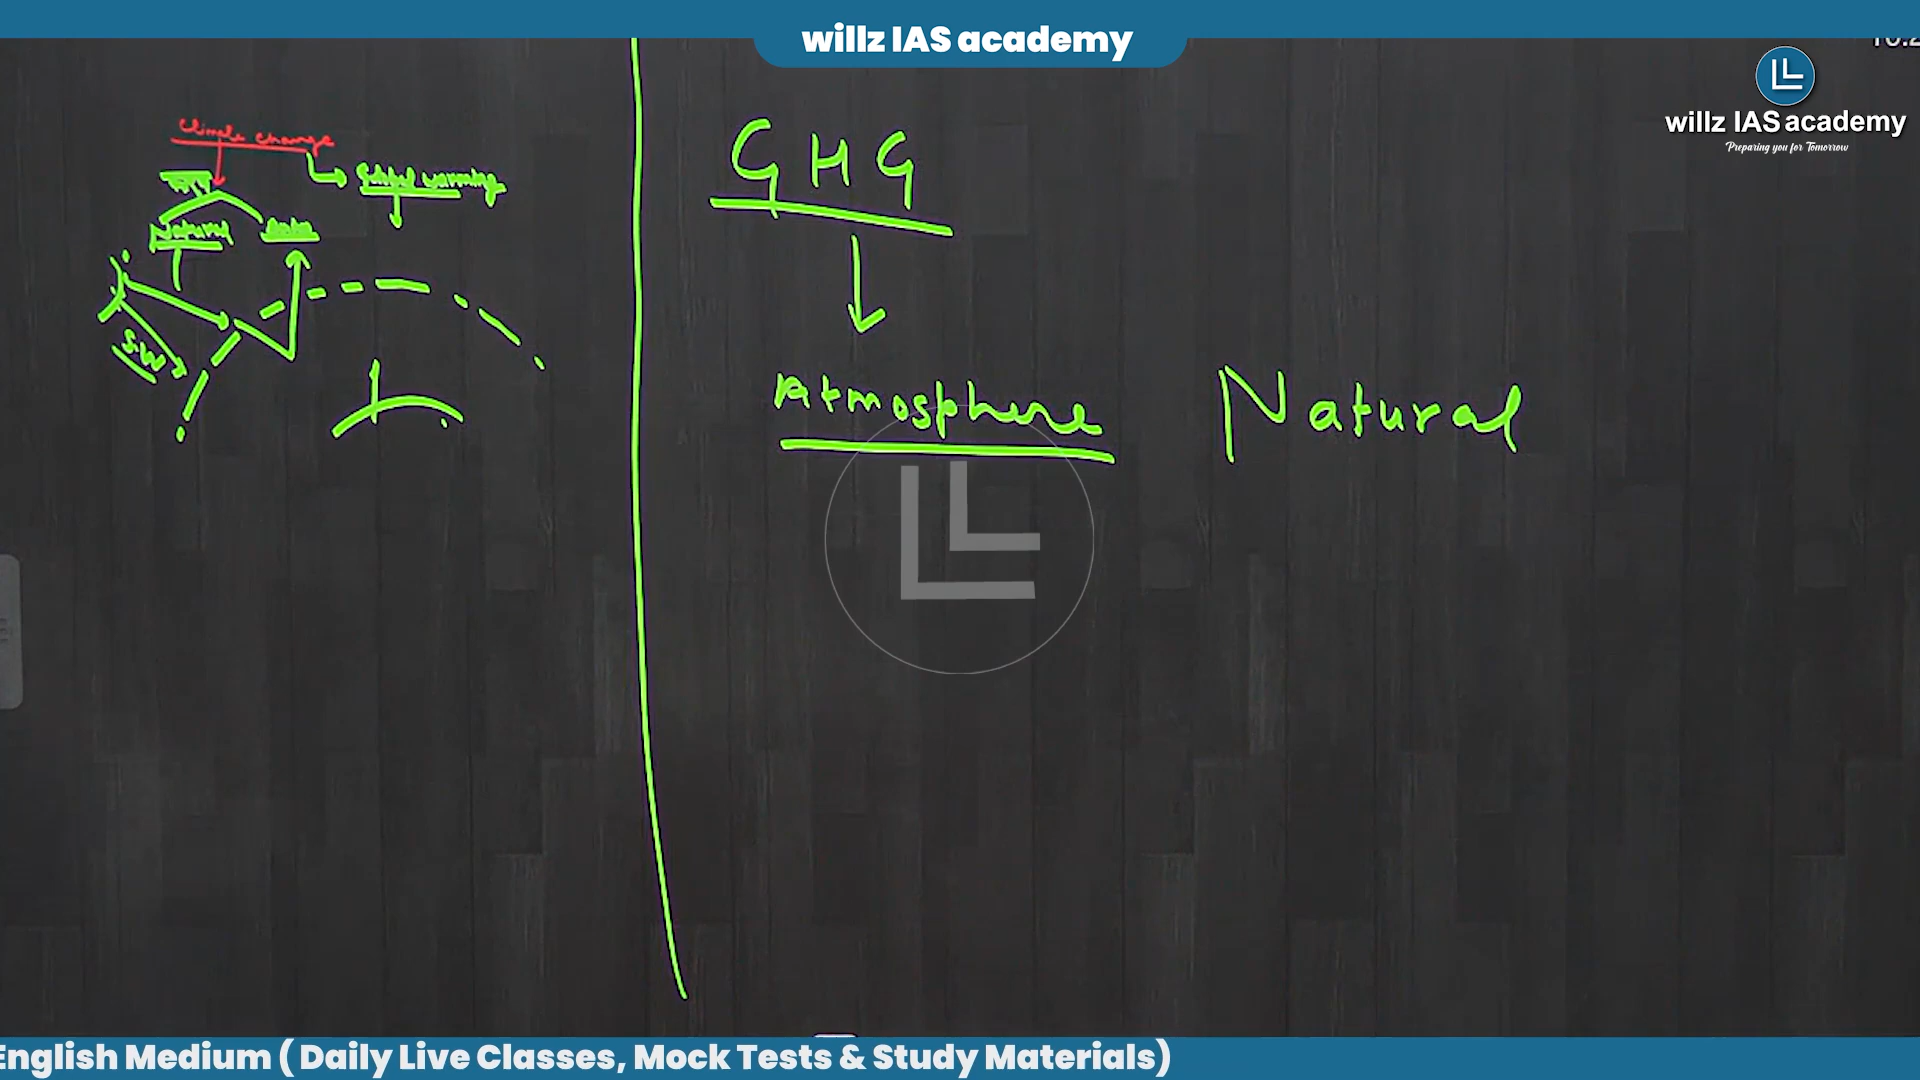 willz IAS academy
willz IAS academy
Preparing you for Tomorrow
Climate change
Global warming
Natural
SW
GHG
Atmosphere
Natural
English Medium ( Daily Live Classes, Mock Tests & Study Materials)